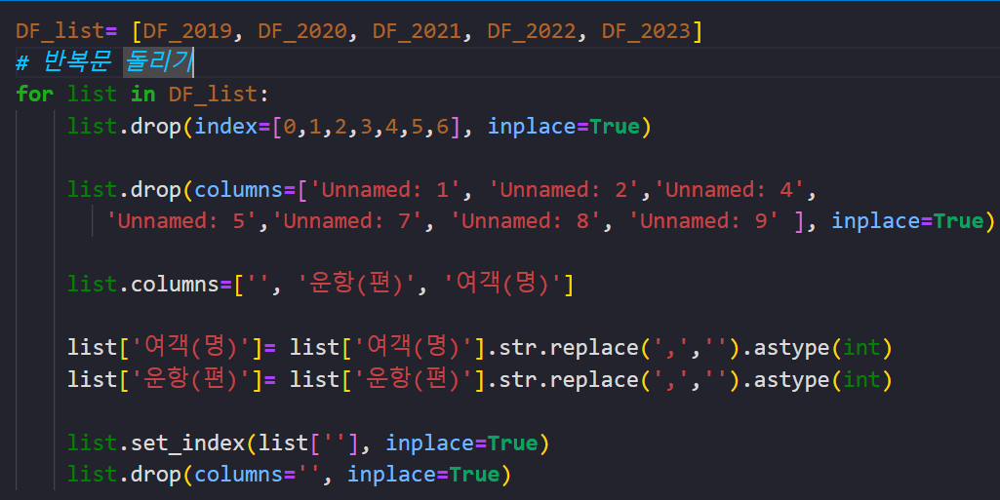 DF_list= [DF_2019, DF_2020, DF_2021, DF_2022, DF_2023]
# 반복문 돌리기
for list in DF_list:
    list.drop(index=[0,1,2,3,4,5,6], inplace=True)
    list.drop(columns=['Unnamed: 1', 'Unnamed: 2','Unnamed: 4',
       'Unnamed: 5','Unnamed: 7', 'Unnamed: 8', 'Unnamed: 9' ], inplace=True)
    list.columns=['', '운항(편)', '여객(명)']
    list['여객(명)']= list['여객(명)'].str.replace(',','').astype(int)
    list['운항(편)']= list['운항(편)'].str.replace(',','').astype(int)
    list.set_index(list[''], inplace=True)
    list.drop(columns='', inplace=True)